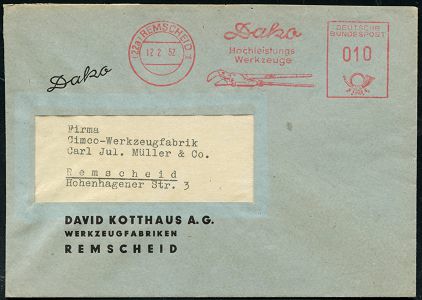 (22a) REMSCHEID 1
12.2.52
Dako
Hochleistungs
Werkzeuge
DEUTSCHE
BUNDESPOST
010
Dako
Firma
Cimco-Werkzeugfabrik
Carl Jul. Müller & Co.
Remscheid
Hohenhagener Str. 3
DAVID KOTTHAUS A.G.
WERKZEUGFABRIKEN
REMSCHEID